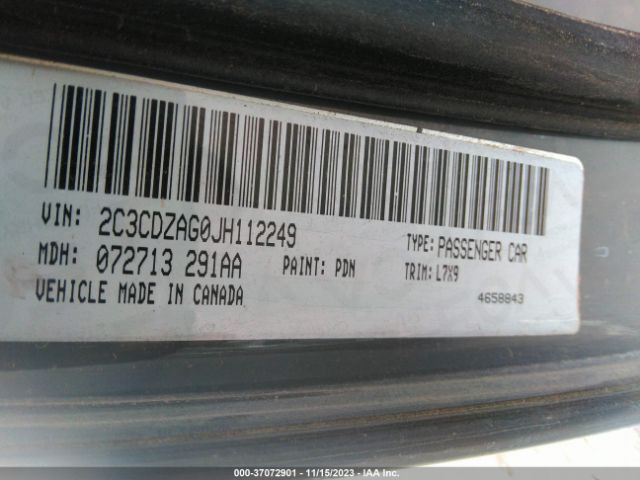 VIN: 2C3CDZAG0JH112249
TYPE: PASSENGER CAR
MDH: 072713 291AA
PAINT: PDN
TRIM: L7X9
VEHICLE MADE IN CANADA
4658843
000-37072901 - 11/15/2023 - IAA Inc.